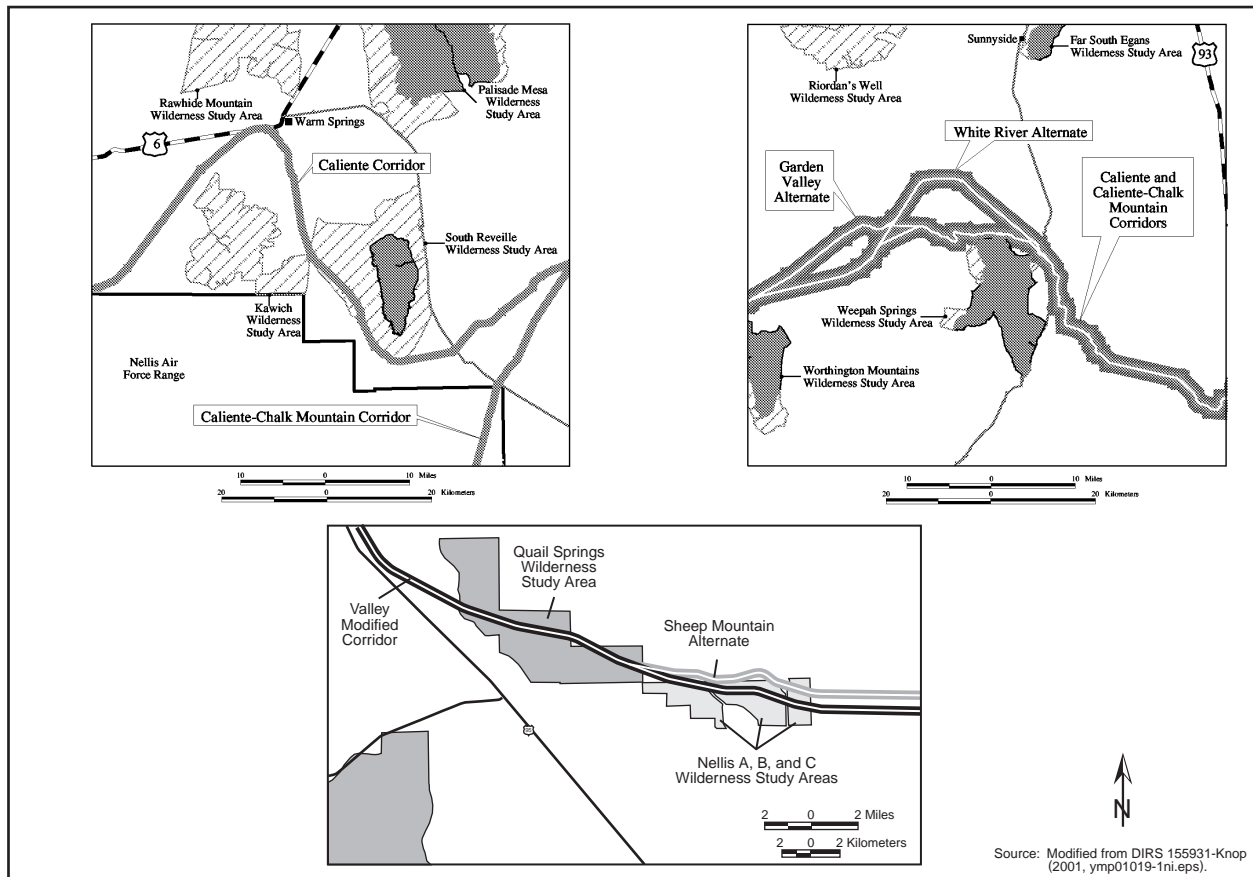 Rawhide Mountain
Wilderness Study Area
Palisade Mesa
Wilderness
Study Area
Warm Springs
6
Caliente Corridor
South Reveille
Wilderness Study Area
Kawich
Wilderness
Study Area
Nellis Air
Force Range
Caliente-Chalk Mountain Corridor
10 0 10 Miles
20 0 20 Kilometers
Sunnyside
Far South Egans
Wilderness Study Area
93
Riordan's Well
Wilderness Study Area
White River Alternate
Garden
Valley
Alternate
Caliente and
Caliente-Chalk
Mountain
Corridors
Weepah Springs
Wilderness Study Area
Worthington Mountains
Wilderness Study Area
10 0 10 Miles
20 0 20 Kilometers
Quail Springs
Wilderness
Study Area
Valley
Modified
Corridor
Sheep Mountain
Alternate
95
Nellis A, B, and C
Wilderness Study Areas
2 0 2 Miles
2 0 2 Kilometers
N
Source: Modified from DIRS 155931-Knop
(2001, ymp01019-1ni.eps).